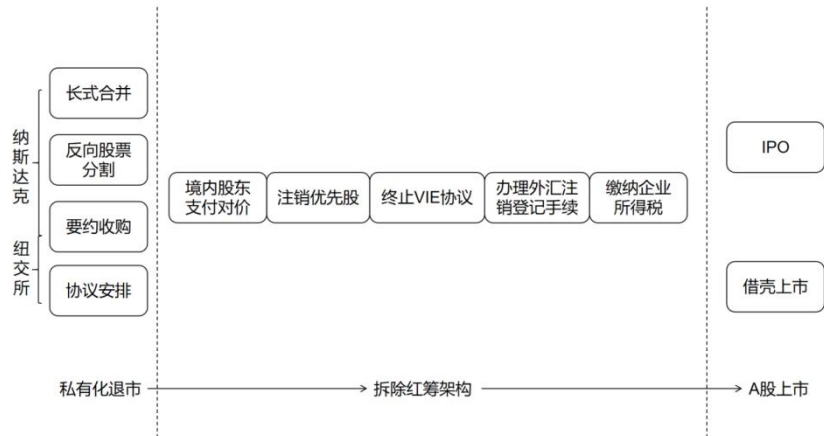 纳斯达克
纽交所
长式合并
反向股票
分割
要约收购
协议安排
境内股东
支付对价
注销优先股
终止VIE协议
办理外汇注
销登记手续
缴纳企业
所得税
IPO
借壳上市
私有化退市
拆除红筹架构
A股上市